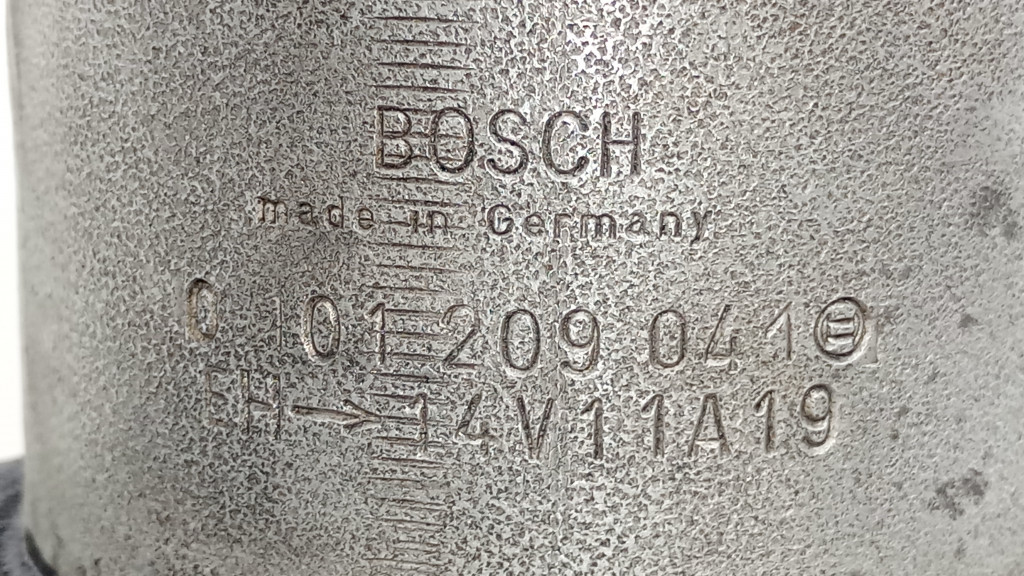 BOSCH
made in Germany
0 101 209 041
EH → 14V11A19